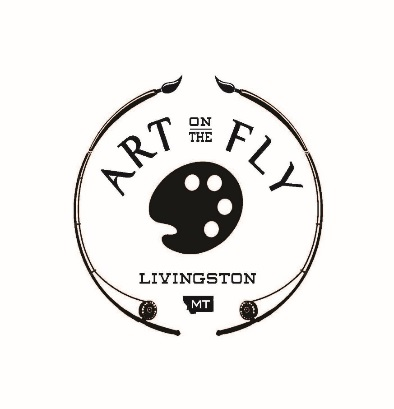 ART ON THE FLY
LIVINGSTON
MT